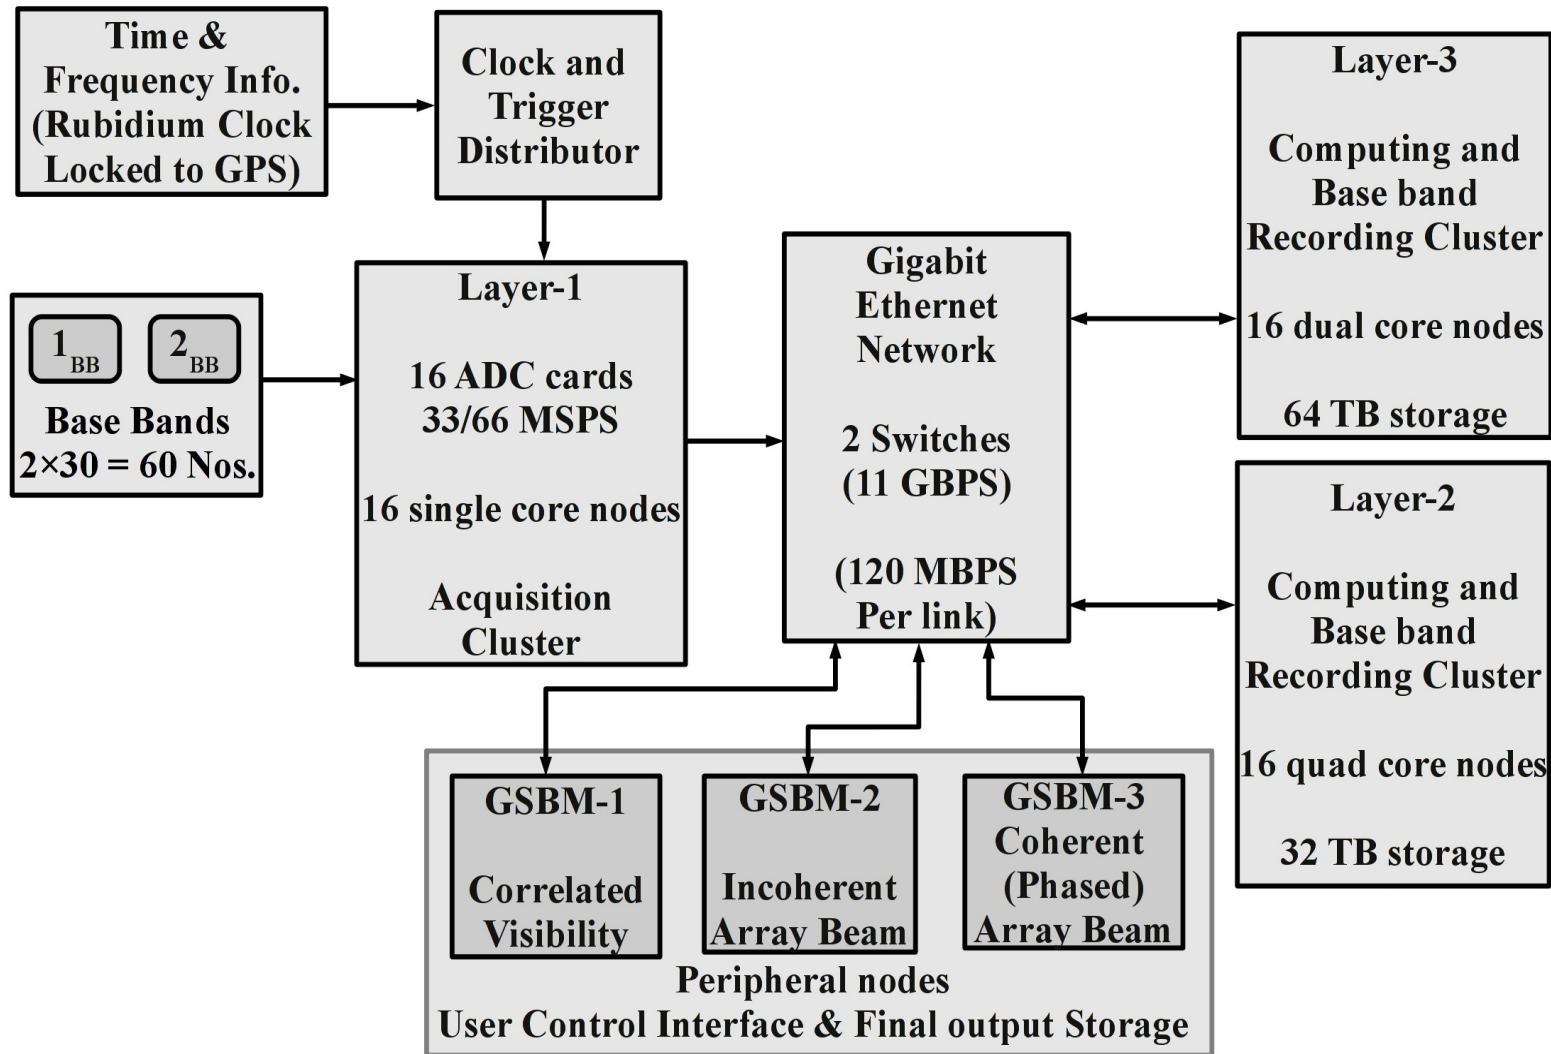 Time &
Frequency Info.
(Rubidium Clock
Locked to GPS)
Clock and
Trigger
Distributor
1BB
2BB
Base Bands
2×30 = 60 Nos.
Layer-1
16 ADC cards
33/66 MSPS
16 single core nodes
Acquisition
Cluster
Gigabit
Ethernet
Network
2 Switches
(11 GBPS)
(120 MBPS
Per link)
Layer-3
Computing and
Base band
Recording Cluster
16 dual core nodes
64 TB storage
Layer-2
Computing and
Base band
Recording Cluster
16 quad core nodes
32 TB storage
GSBM-1
Correlated
Visibility
GSBM-2
Incoherent
Array Beam
GSBM-3
Coherent
(Phased)
Array Beam
Peripheral nodes
User Control Interface & Final output Storage